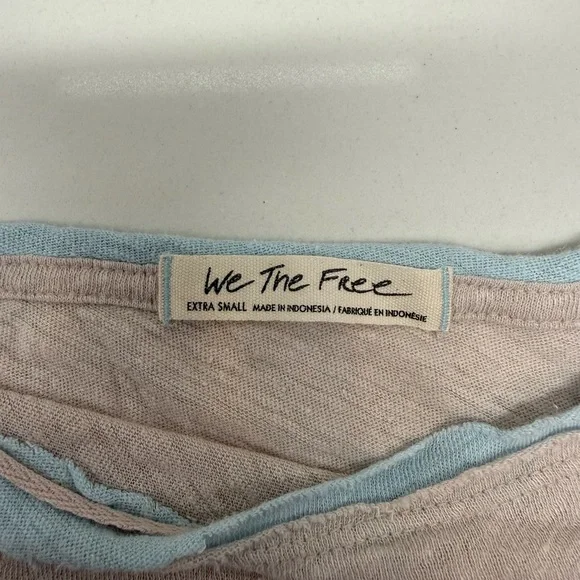 We The Free
EXTRA SMALL MADE IN INDONESIA / FABRIQUÉ EN INDONÉSIE